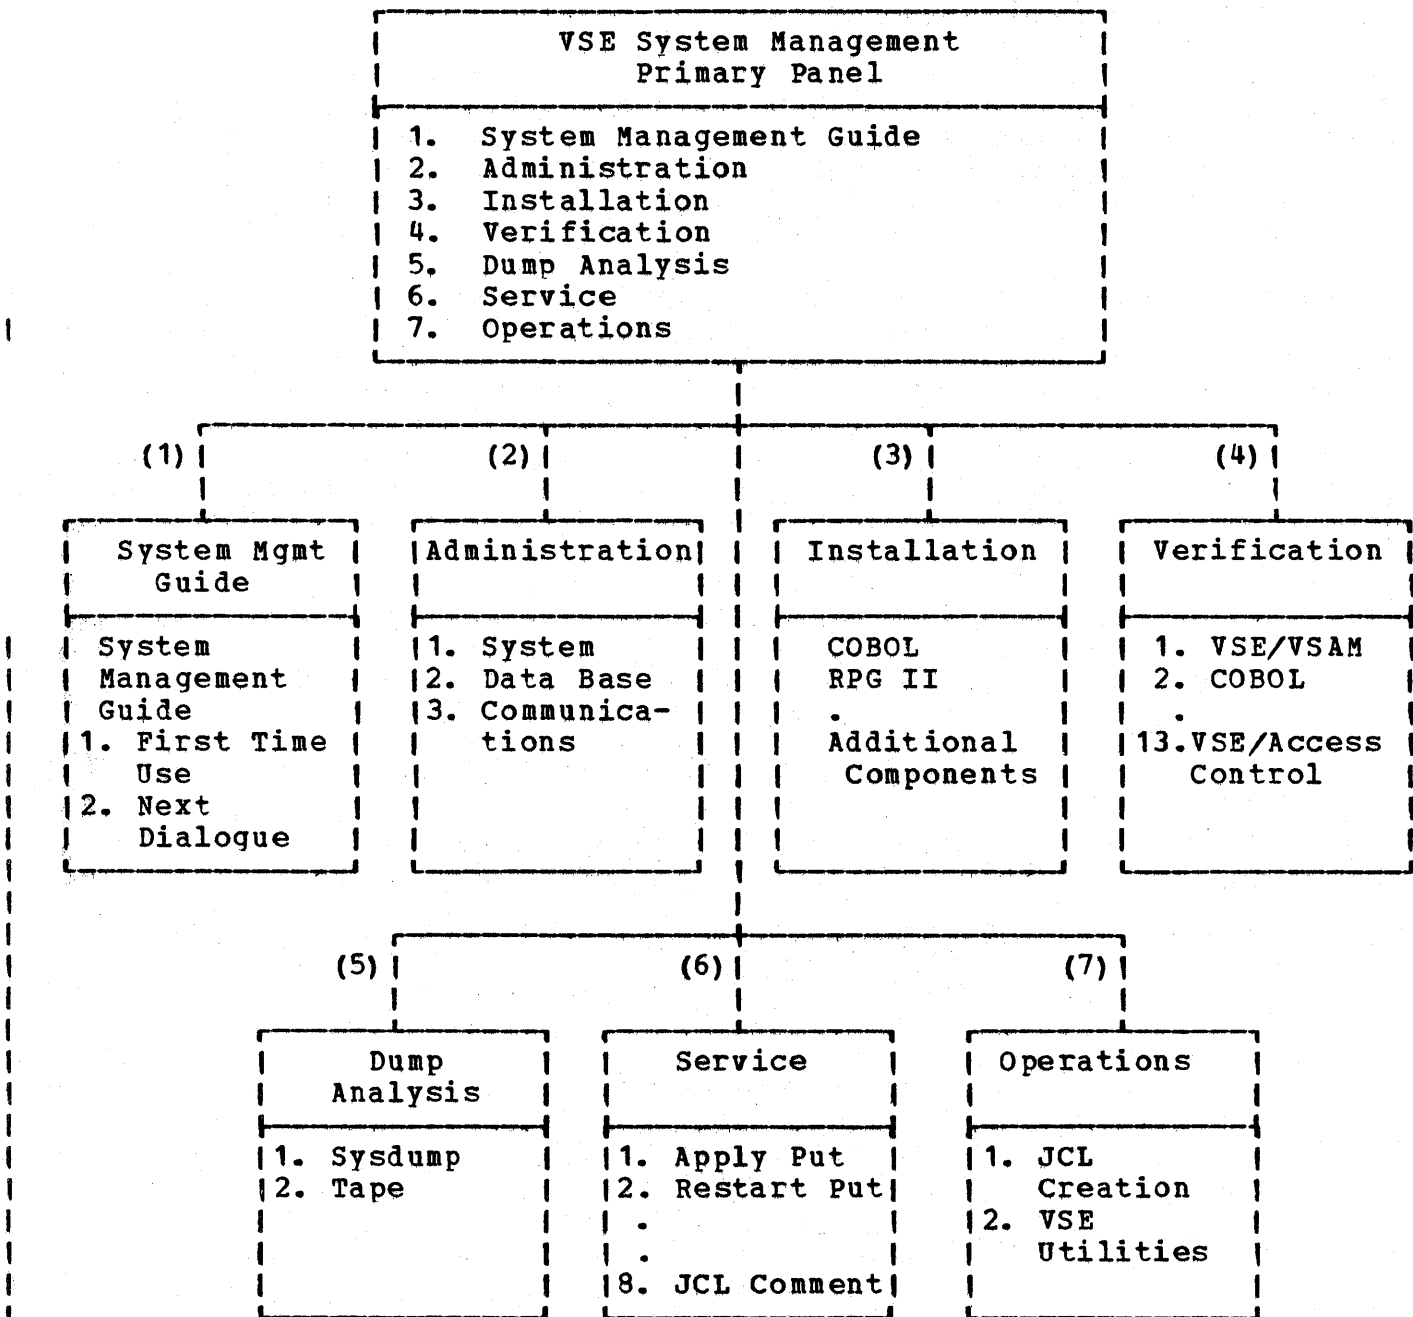 VSE System Management
Primary Panel
1. System Management Guide
2. Administration
3. Installation
4. Verification
5. Dump Analysis
6. Service
7. Operations
(1)
(2)
(3)
(4)
System Mgmt
Guide
System
Management
Guide
1. First Time
Use
2. Next
Dialogue
Administration
1. System
2. Data Base
3. Communica-
tions
Installation
COBOL
RPG II
.
Additional
Components
Verification
1. VSE/VSAM
2. COBOL
.
13.VSE/Access
Control
(5)
(6)
(7)
Dump
Analysis
1. Sysdump
2. Tape
Service
1. Apply Put
2. Restart Put
.
.
8. JCL Comment
Operations
1. JCL
Creation
2. VSE
Utilities